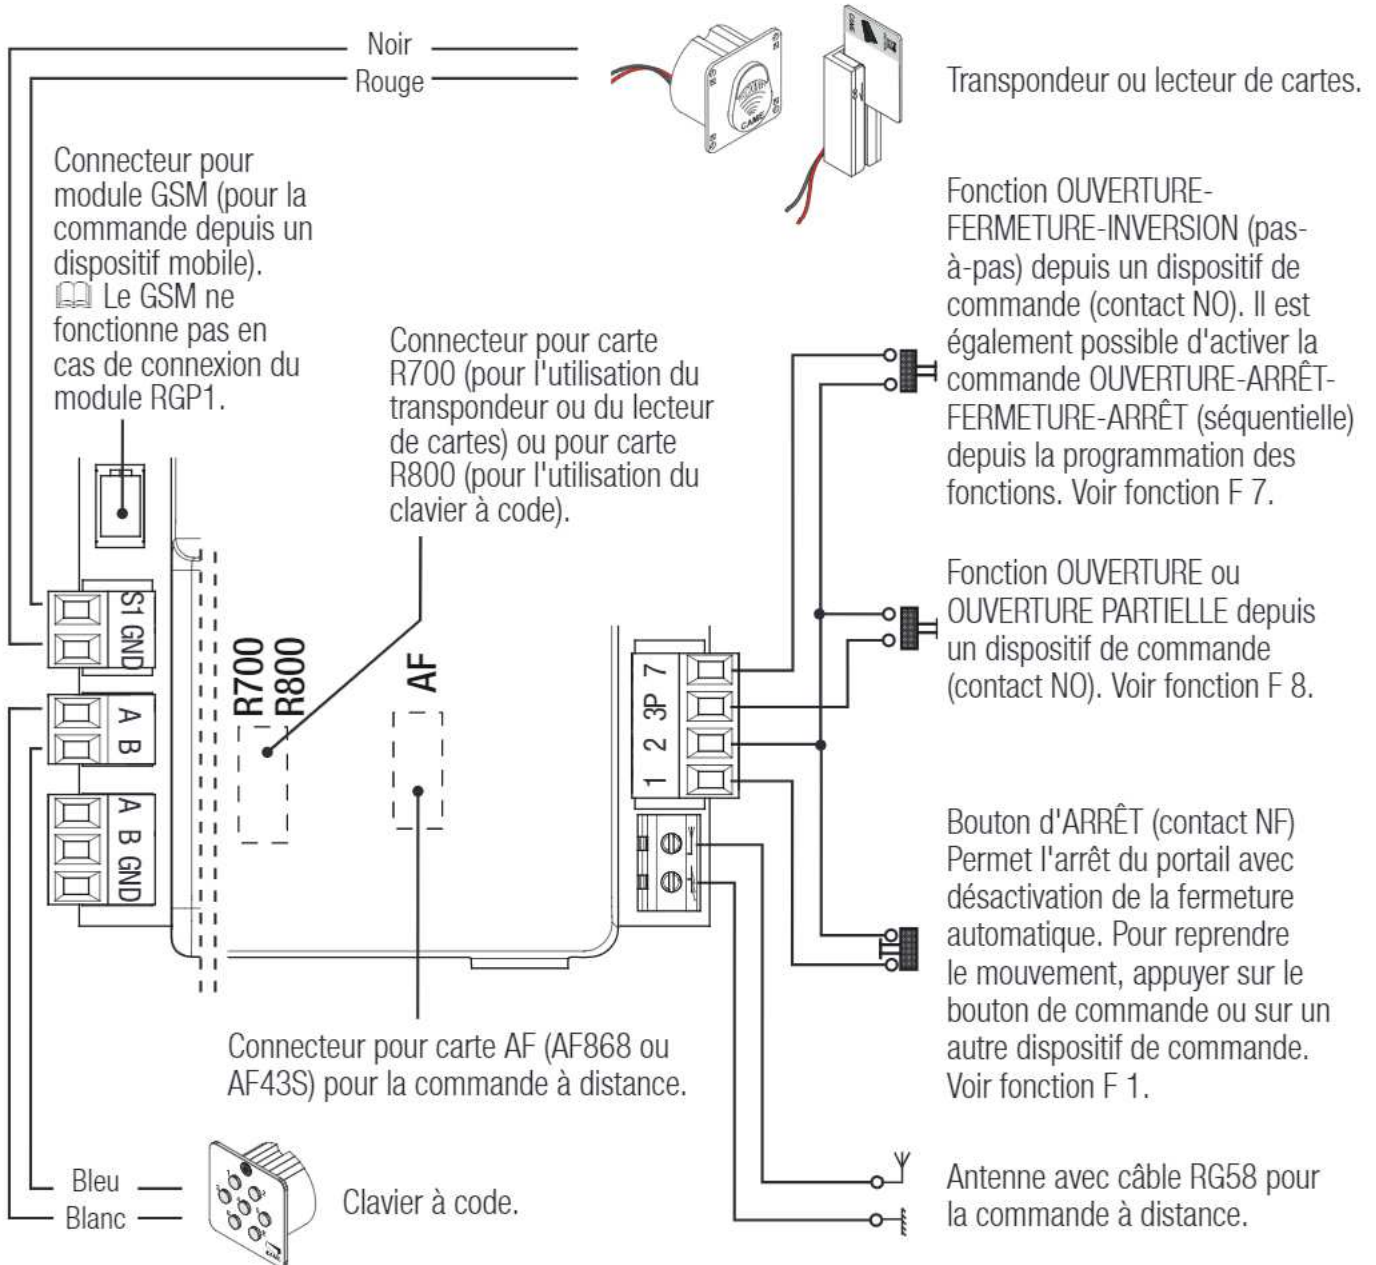 Noir
Rouge
CAME
CAME
Transpondeur ou lecteur de cartes.
Connecteur pour
module GSM (pour la
commande depuis un
dispositif mobile).
Le GSM ne
fonctionne pas en
cas de connexion du
module RGP1.
Connecteur pour carte
R700 (pour l'utilisation du
transpondeur ou du lecteur
de cartes) ou pour carte
R800 (pour l'utilisation du
clavier à code).
Fonction OUVERTURE-
FERMETURE-INVERSION (pas-
à-pas) depuis un dispositif de
commande (contact NO). Il est
également possible d'activer la
commande OUVERTURE-ARRÊT-
FERMETURE-ARRÊT (séquentielle)
depuis la programmation des
fonctions. Voir fonction F 7.
Fonction OUVERTURE ou
OUVERTURE PARTIELLE depuis
un dispositif de commande
(contact NO). Voir fonction F 8.
S1 GND
A B
A B GND
R700
R800
AF
1 2 3P 7
Bouton d'ARRÊT (contact NF)
Permet l'arrêt du portail avec
désactivation de la fermeture
automatique. Pour reprendre
le mouvement, appuyer sur le
bouton de commande ou sur un
autre dispositif de commande.
Voir fonction F 1.
Connecteur pour carte AF (AF868 ou
AF43S) pour la commande à distance.
Bleu
Blanc
Clavier à code.
Antenne avec câble RG58 pour
la commande à distance.